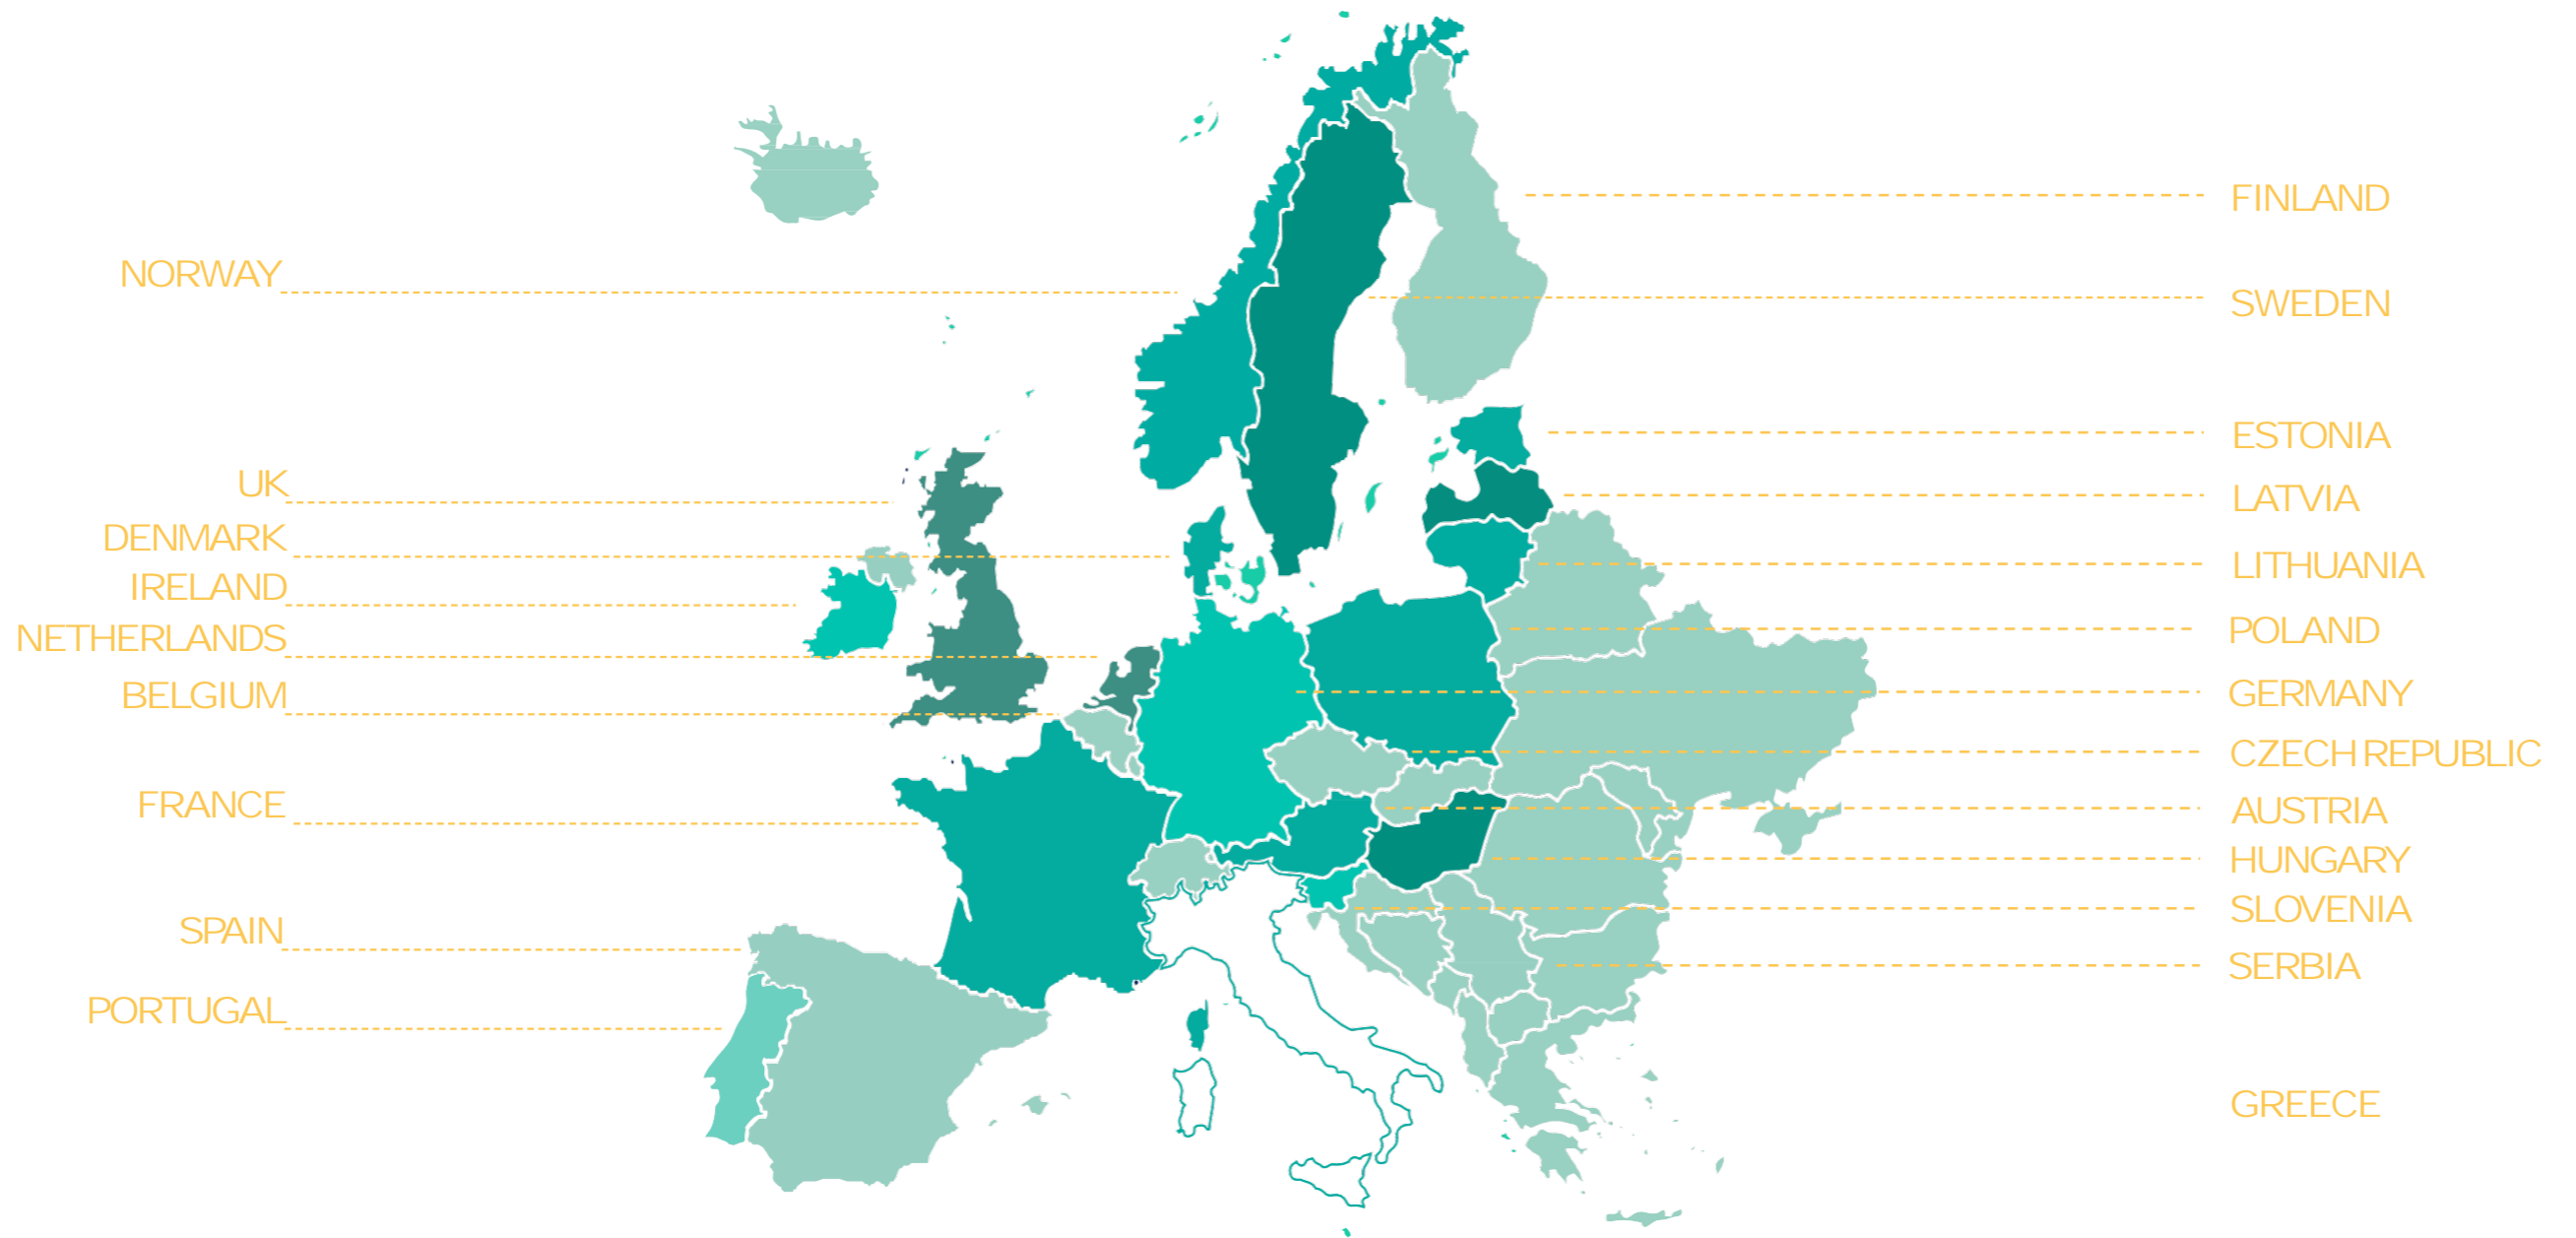 NORWAY
UK
DENMARK
IRELAND
NETHERLANDS
BELGIUM
FRANCE
SPAIN
PORTUGAL
FINLAND
SWEDEN
ESTONIA
LATVIA
LITHUANIA
POLAND
GERMANY
CZECH REPUBLIC
AUSTRIA
HUNGARY
SLOVENIA
SERBIA
GREECE